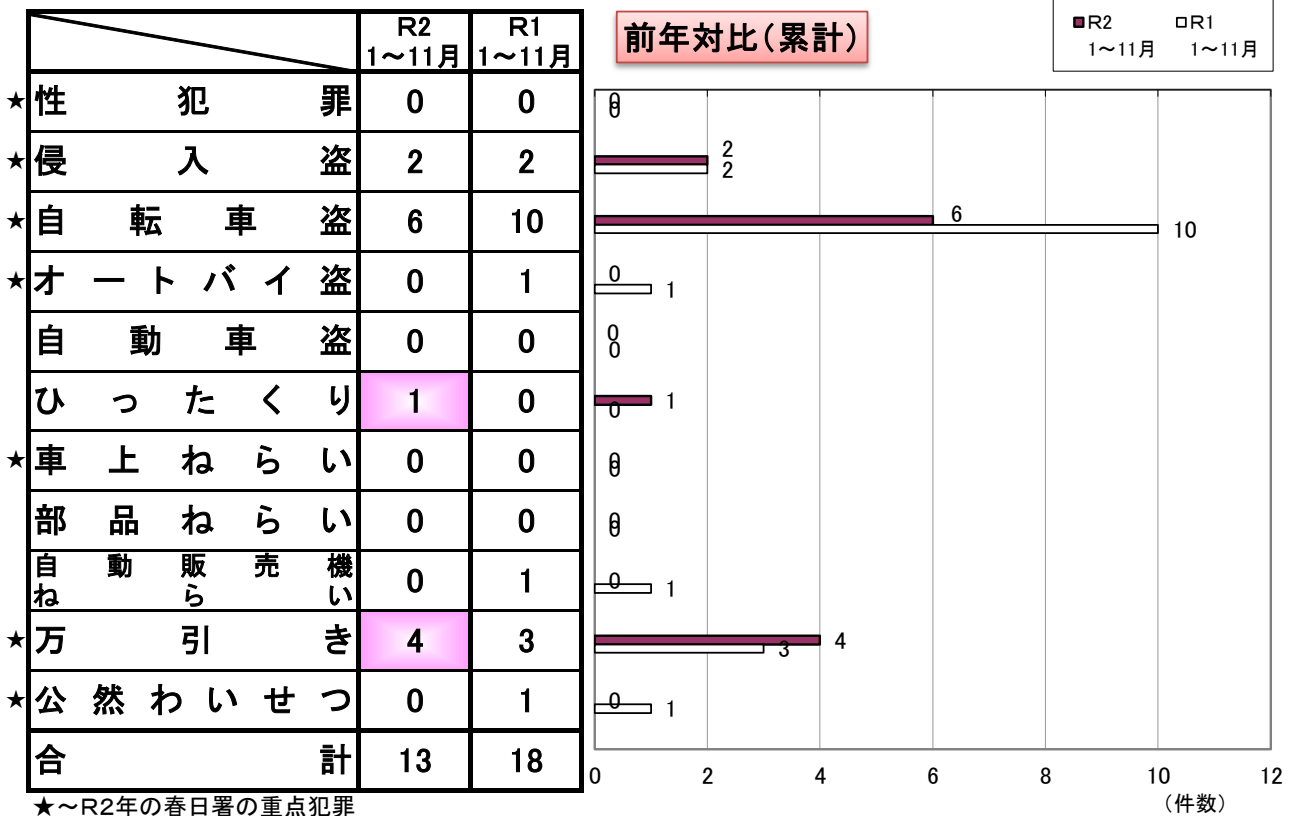 R2 R1
1～11月 1～11月
★性犯罪 0 0
★侵入盗 2 2
★自転車盗 6 10
★オートバイ盗 0 1
自動車盗 0 0
ひったくり 1 0
★車上ねらい 0 0
部品ねらい 0 0
自動販売機
ねらい 0 1
★万引き 4 3
★公然わいせつ 0 1
合計 13 18
★～R2年の春日署の重点犯罪
前年対比（累計）
R2 R1
1～11月 1～11月
0
0
2
2
6
10
0
1
0
0
1
0
0
0
0
0
0
1
4
3
0
1
0 2 4 6 8 10 12
（件数）